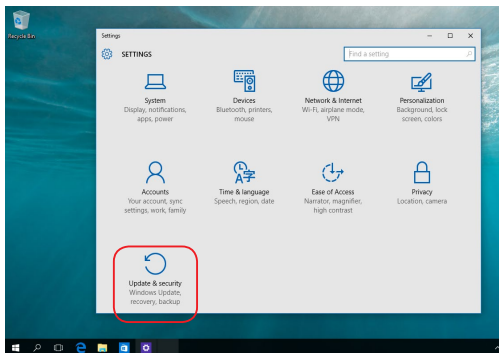 Recycle Bin
Settings
SETTINGS
Find a setting
System
Display, notifications,
apps, power
Devices
Bluetooth, printers,
mouse
Network & Internet
Wi-Fi, airplane mode,
VPN
Personalization
Background, lock
screen, colors
Accounts
Your account, sync
settings, work, family
Time & language
Speech, region, date
Ease of Access
Narrator, magnifier,
high contrast
Privacy
Location, camera
Update & security
Windows Update,
recovery, backup